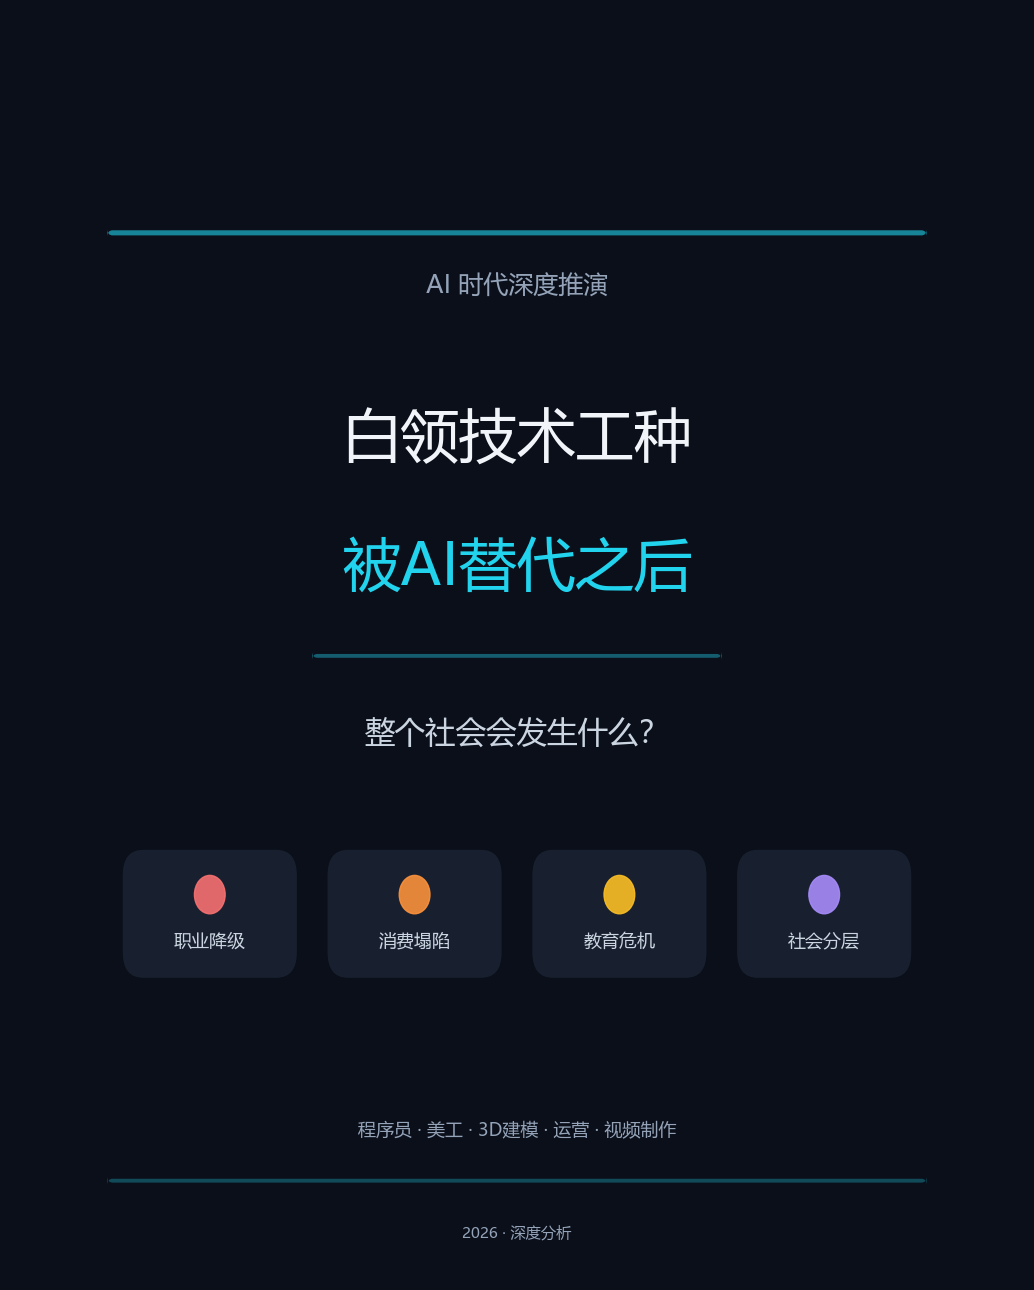 AI 时代深度推演
白领技术工种
被AI替代之后
整个社会会发生什么？
职业降级
消费塌陷
教育危机
社会分层
程序员 · 美工 · 3D建模 · 运营 · 视频制作
2026 · 深度分析